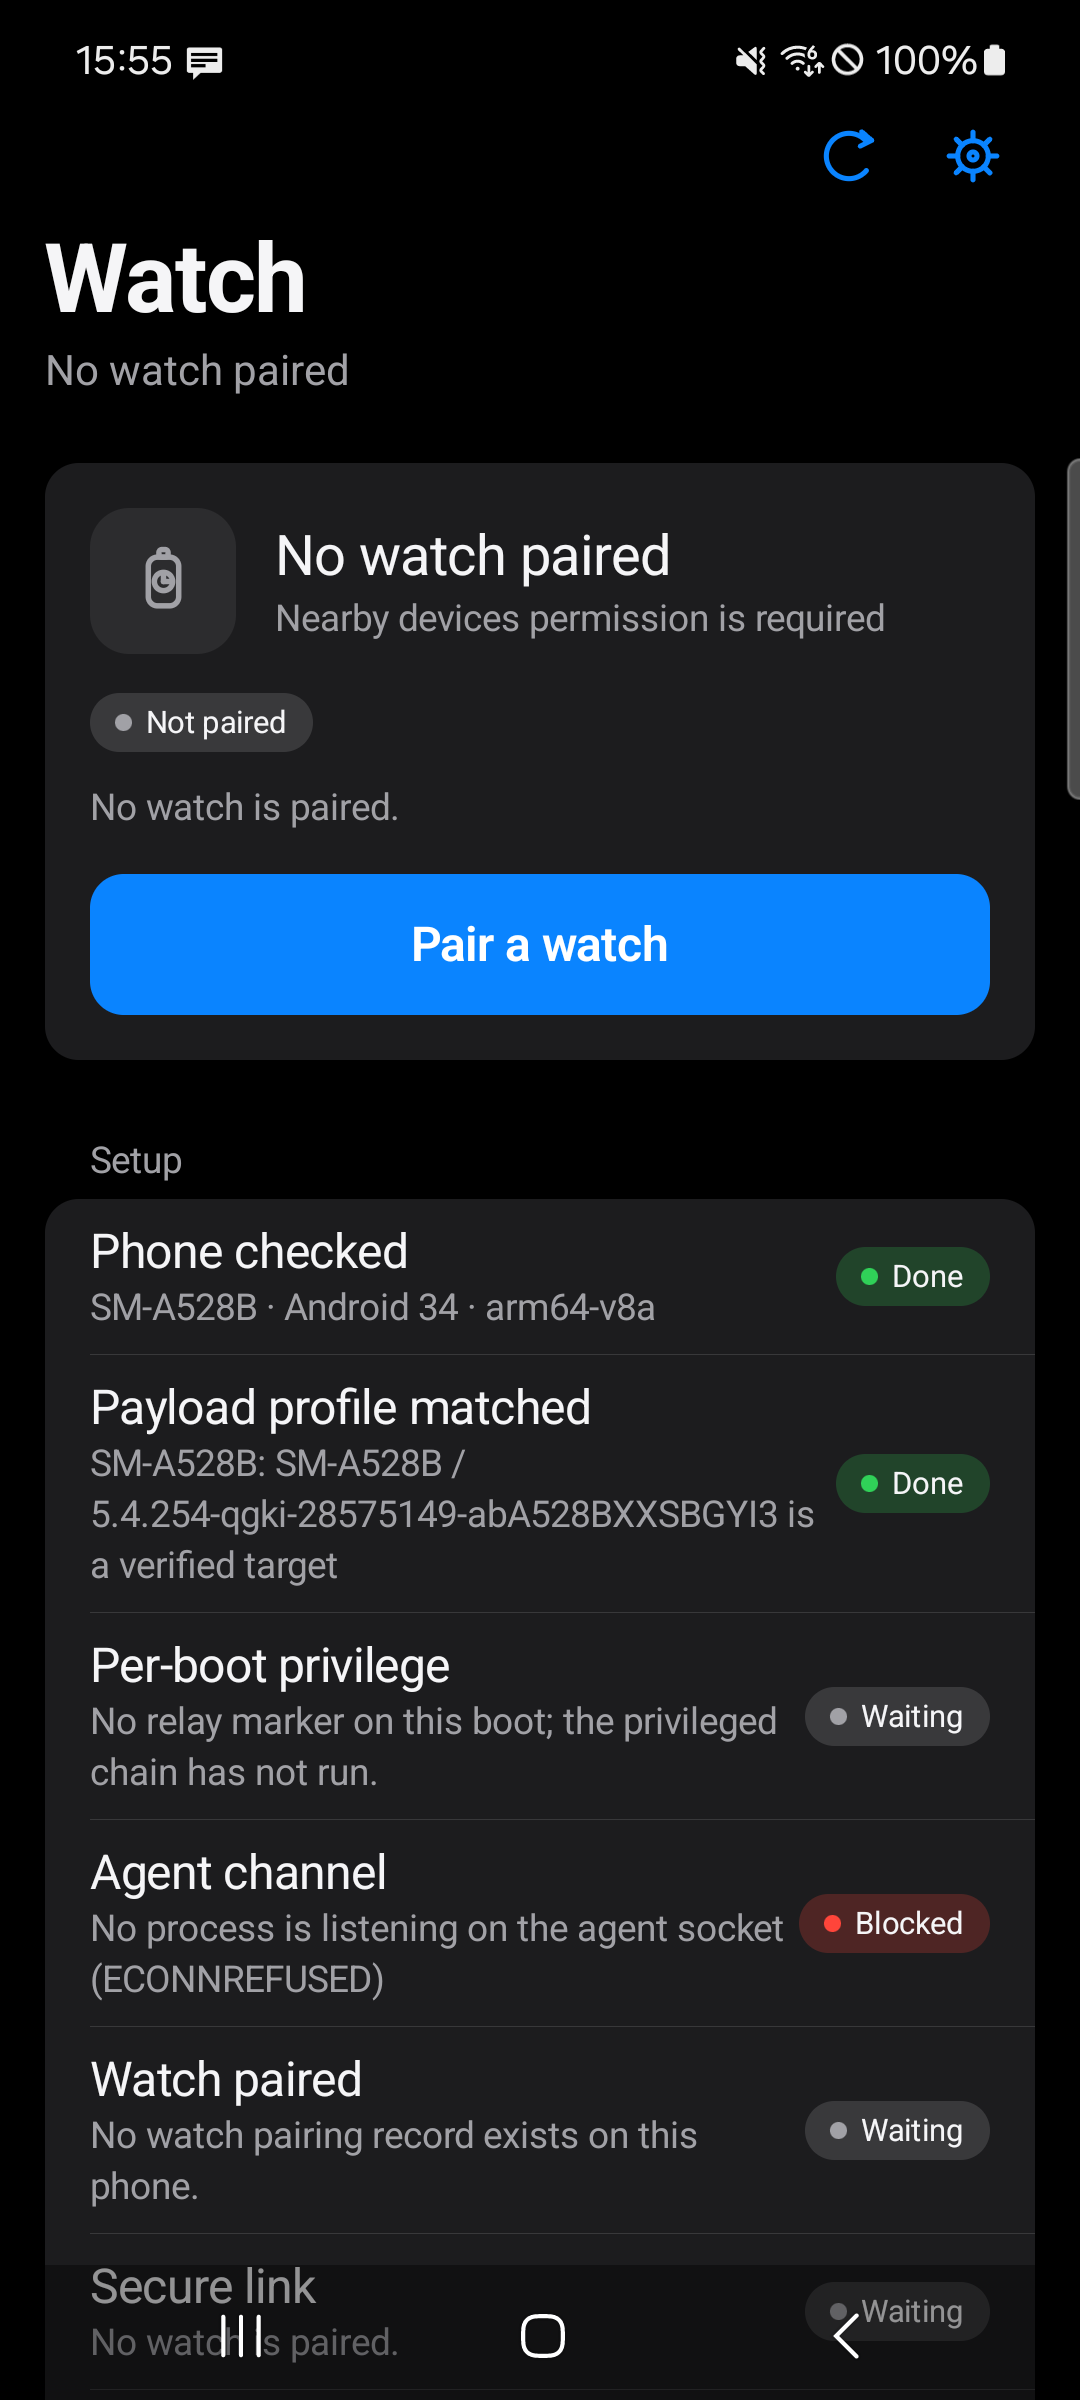 15:55
100%
Watch
No watch paired
No watch paired
Nearby devices permission is required
Not paired
No watch is paired.
Pair a watch
Setup
Phone checked
SM-A528B · Android 34 · arm64-v8a
Done
Payload profile matched
SM-A528B: SM-A528B /
5.4.254-qgki-28575149-abA528BXXSBGYI3 is
a verified target
Done
Per-boot privilege
No relay marker on this boot; the privileged
chain has not run.
Waiting
Agent channel
No process is listening on the agent socket
(ECONNREFUSED)
Blocked
Watch paired
No watch pairing record exists on this
phone.
Waiting
Secure link
No watch is paired.
Waiting